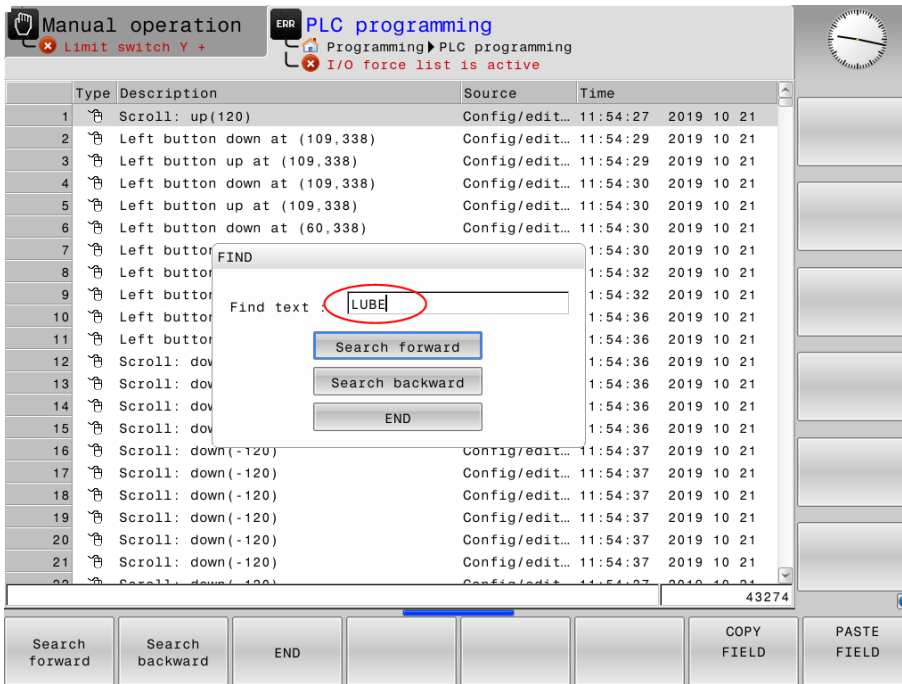 Manual operation
Limit switch Y +
ERR PLC programming
Programming▶PLC programming
I/O force list is active
Type Description Source Time
1 Scroll: up(120) Config/edit… 11:54:27 2019 10 21
2 Left button down at (109,338) Config/edit… 11:54:29 2019 10 21
3 Left button up at (109,338) Config/edit… 11:54:29 2019 10 21
4 Left button down at (109,338) Config/edit… 11:54:30 2019 10 21
5 Left button up at (109,338) Config/edit… 11:54:30 2019 10 21
6 Left button down at (60,338) Config/edit… 11:54:30 2019 10 21
7 Left button 1:54:30 2019 10 21
8 Left button 1:54:32 2019 10 21
9 Left button 1:54:32 2019 10 21
10 Left button 1:54:36 2019 10 21
11 Left button 1:54:36 2019 10 21
12 Scroll: dow 1:54:36 2019 10 21
13 Scroll: dow 1:54:36 2019 10 21
14 Scroll: dow 1:54:36 2019 10 21
15 Scroll: dow 1:54:36 2019 10 21
FIND
Find text : LUBE
Search forward
Search backward
END
16 Scroll: down(-120) Config/edit… 11:54:37 2019 10 21
17 Scroll: down(-120) Config/edit… 11:54:37 2019 10 21
18 Scroll: down(-120) Config/edit… 11:54:37 2019 10 21
19 Scroll: down(-120) Config/edit… 11:54:37 2019 10 21
20 Scroll: down(-120) Config/edit… 11:54:37 2019 10 21
21 Scroll: down(-120) Config/edit… 11:54:37 2019 10 21
43274
Search forward
Search backward
END
COPY FIELD
PASTE FIELD